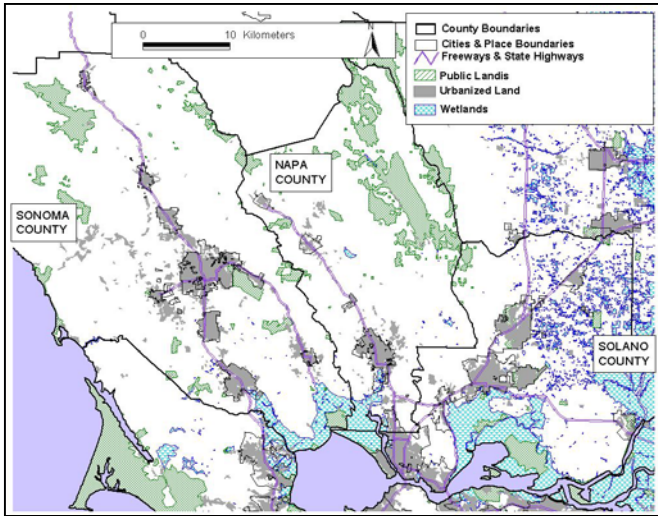 0 10 Kilometers
N
County Boundaries
Cities & Place Boundaries
Freeways & State Highways
Public Landis
Urbanized Land
Wetlands
NAPA
COUNTY
SONOMA
COUNTY
SOLANO
COUNTY